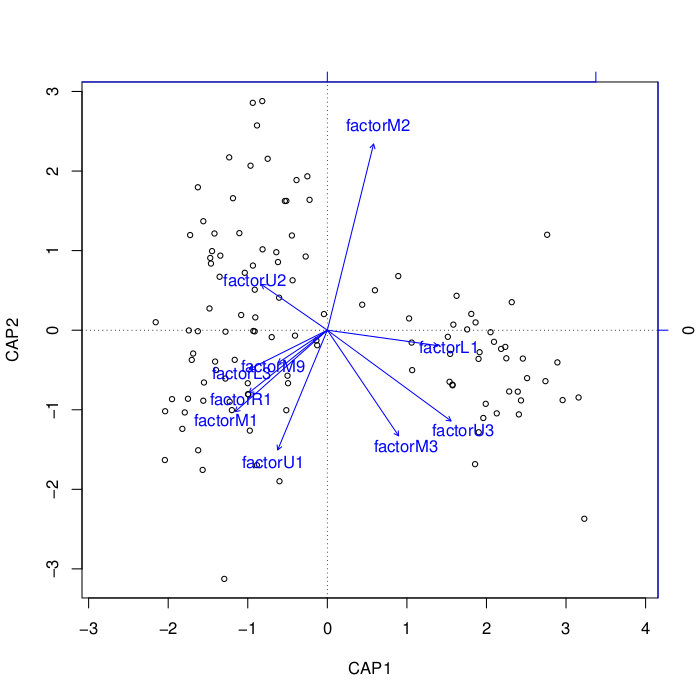 factorM2
factorU2
factorL1
factorM9
factorL3
factorR1
factorM1
factorU3
factorM3
factorU1
3
2
1
0
−1
−2
−3
CAP2
0
−3 −2 −1 0 1 2 3 4
CAP1